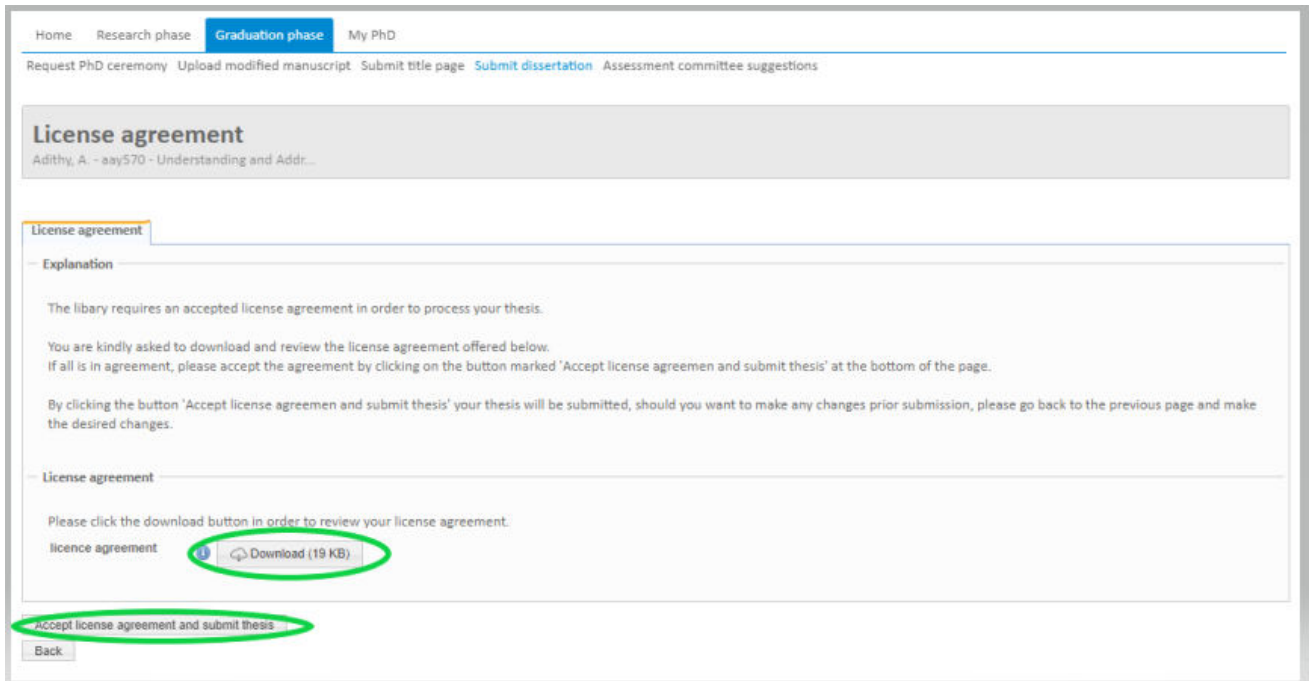 Home Research phase Graduation phase My PhD
Request PhD ceremony Upload modified manuscript Submit title page Submit dissertation Assessment committee suggestions
License agreement
Adithy, A. - aay570 - Understanding and Addr...
License agreement
Explanation
The libary requires an accepted license agreement in order to process your thesis.
You are kindly asked to download and review the license agreement offered below.
If all is in agreement, please accept the agreement by clicking on the button marked 'Accept license agreemen and submit thesis' at the bottom of the page.
By clicking the button 'Accept license agreemen and submit thesis' your thesis will be submitted, should you want to make any changes prior submission, please go back to the previous page and make
the desired changes.
License agreement
Please click the download button in order to review your license agreement.
licence agreement Download (19 KB)
Accept license agreement and submit thesis
Back